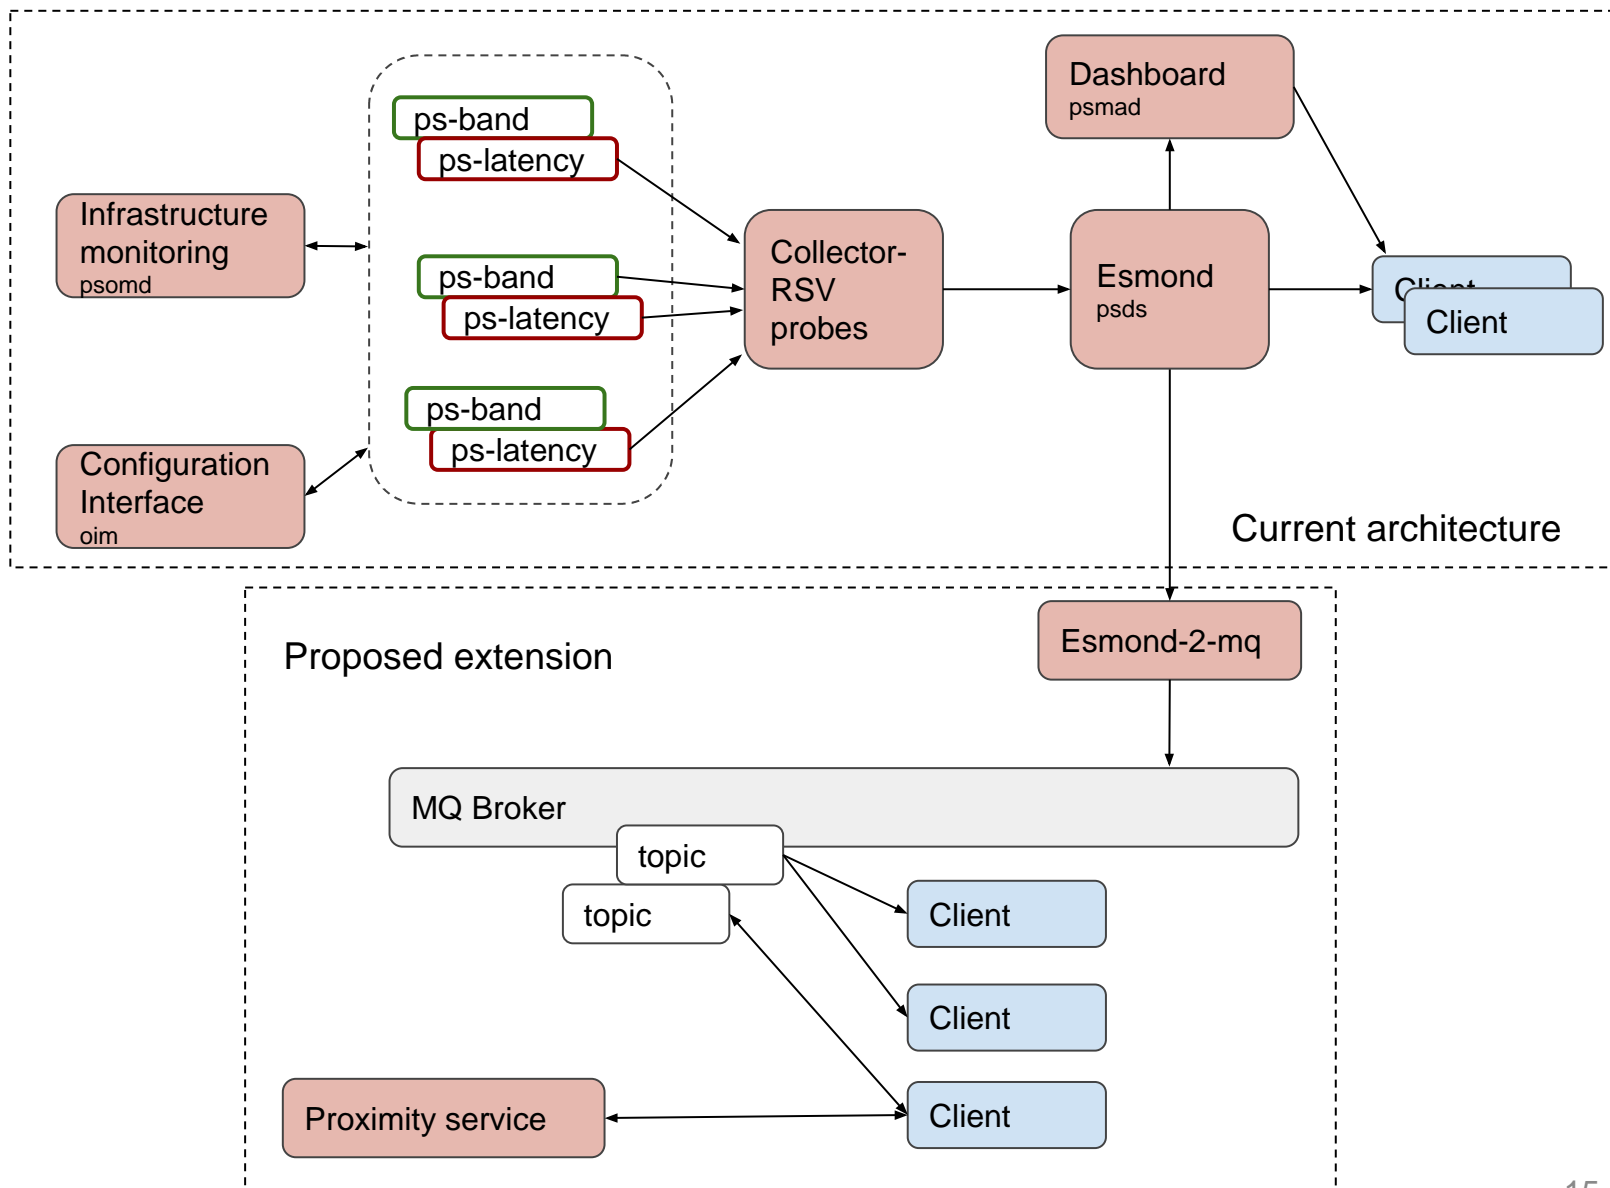 Dashboard
psmad
ps-band
ps-latency
Infrastructure
monitoring
psomd
ps-band
ps-latency
Collector-
RSV
probes
Esmond
psds
Client
Client
ps-band
ps-latency
Configuration
Interface
oim
Current architecture
Proposed extension
Esmond-2-mq
MQ Broker
topic
topic
Client
Client
Proximity service
Client
15